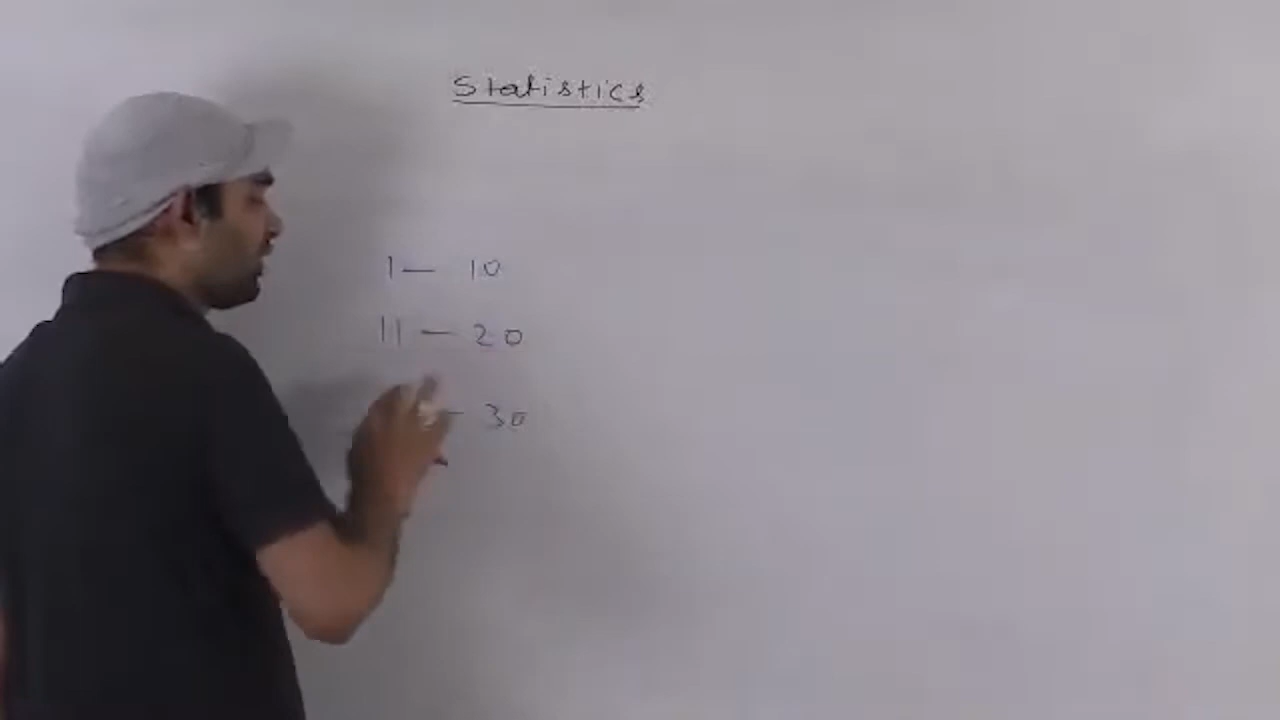 Statistics
1 — 10
11 — 20
— 30